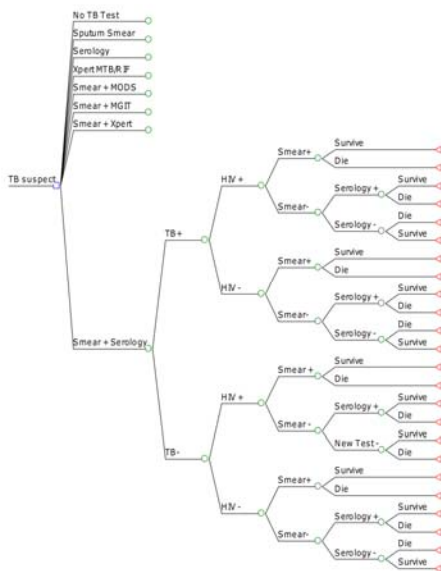 No TB Test
Sputum Smear
Serology
Xpert MTB/RIF
Smear + MODS
Smear + MGIT
Smear + Xpert
TB suspect
Smear + Serology
TB+
HIV +
Smear+
Survive
Die
Smear-
Serology +
Survive
Die
Serology -
Die
Survive
HIV -
Smear+
Survive
Die
Smear-
Serology +
Survive
Die
Serology -
Die
Survive
TB-
HIV +
Smear +
Survive
Die
Smear -
Serology +
Survive
Die
New Test -
Survive
Die
HIV -
Smear+
Survive
Die
Smear-
Serology +
Survive
Die
Serology -
Die
Survive